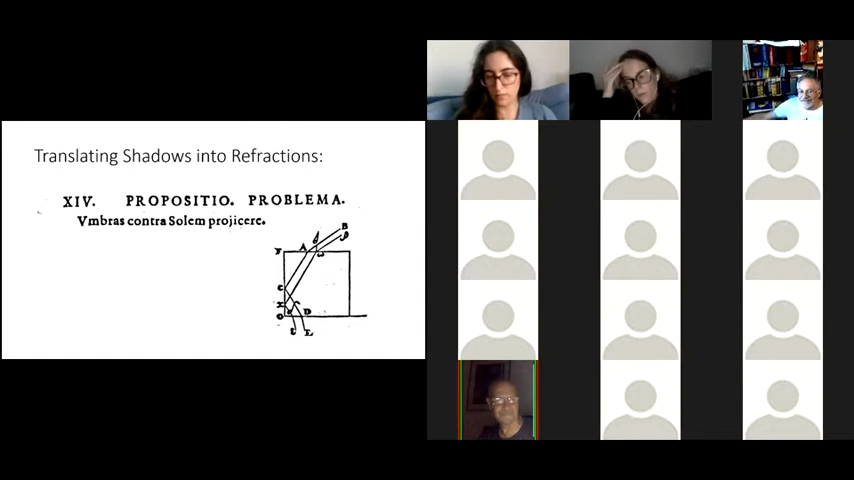 Translating Shadows into Refractions:
XIV. PROPOSITIO. PROBLEMA.
Vmbras contra Solem projicere.
B
A
C
D